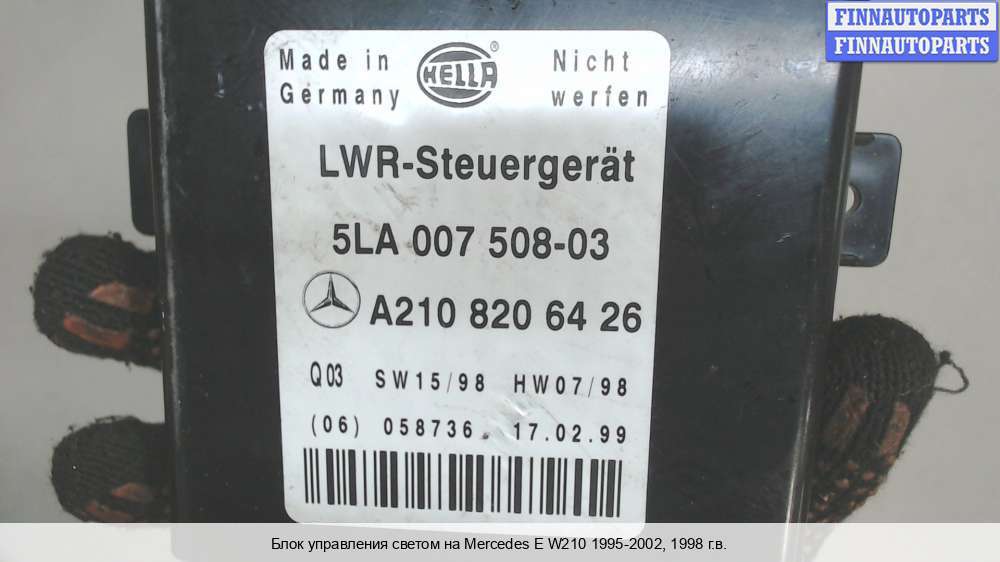 FINNAUTOPARTS
FINNAUTOPARTS
Made in Germany
HELLA
®
Nicht werfen
LWR-Steuergerät
5LA 007 508-03
A210 820 64 26
Q03 SW15/98 HW07/98
(06) 058736 17.02.99
Блок управления светом на Mercedes E W210 1995-2002, 1998 г.в.